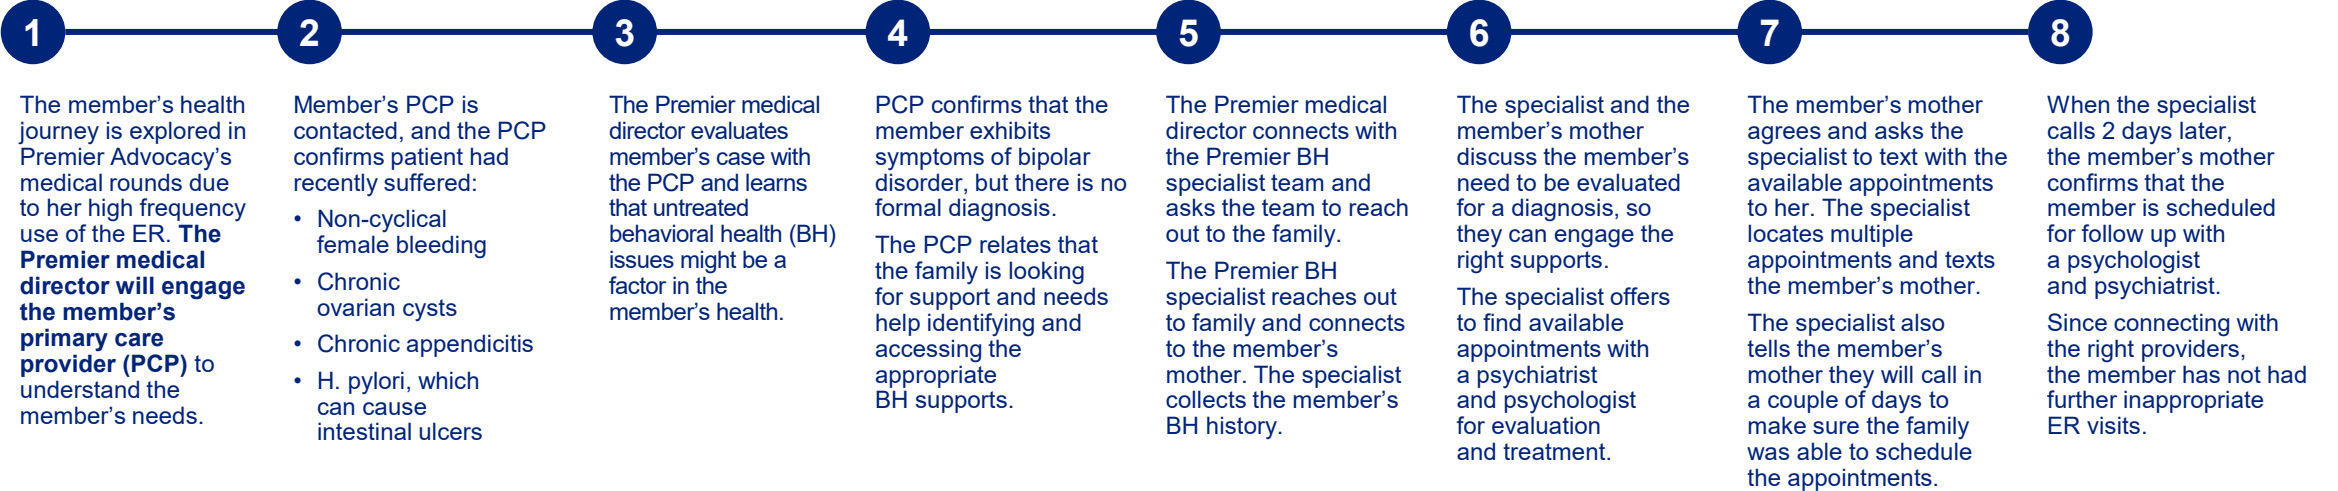 1
The member’s health
journey is explored in
Premier Advocacy’s
medical rounds due
to her high frequency
use of the ER. The
Premier medical
director will engage
the member’s
primary care
provider (PCP) to
understand the
member’s needs.
2
Member’s PCP is
contacted, and the PCP
confirms patient had
recently suffered:
• Non-cyclical
female bleeding
• Chronic
ovarian cysts
• Chronic appendicitis
• H. pylori, which
can cause
intestinal ulcers
3
The Premier medical
director evaluates
member’s case with
the PCP and learns
that untreated
behavioral health (BH)
issues might be a
factor in the
member’s health.
4
PCP confirms that the
member exhibits
symptoms of bipolar
disorder, but there is no
formal diagnosis.
The PCP relates that
the family is looking
for support and needs
help identifying and
accessing the
appropriate
BH supports.
5
The Premier medical
director connects with
the Premier BH
specialist team and
asks the team to reach
out to the family.
The Premier BH
specialist reaches out
to family and connects
to the member’s
mother. The specialist
collects the member’s
BH history.
6
The specialist and the
member’s mother
discuss the member’s
need to be evaluated
for a diagnosis, so
they can engage the
right supports.
The specialist offers
to find available
appointments with
a psychiatrist
and psychologist
for evaluation
and treatment.
7
The member’s mother
agrees and asks the
specialist to text with the
available appointments
to her. The specialist
locates multiple
appointments and texts
the member’s mother.
The specialist also
tells the member’s
mother they will call in
a couple of days to
make sure the family
was able to schedule
the appointments.
8
When the specialist
calls 2 days later,
the member’s mother
confirms that the
member is scheduled
for follow up with
a psychologist
and psychiatrist.
Since connecting with
the right providers,
the member has not had
further inappropriate
ER visits.